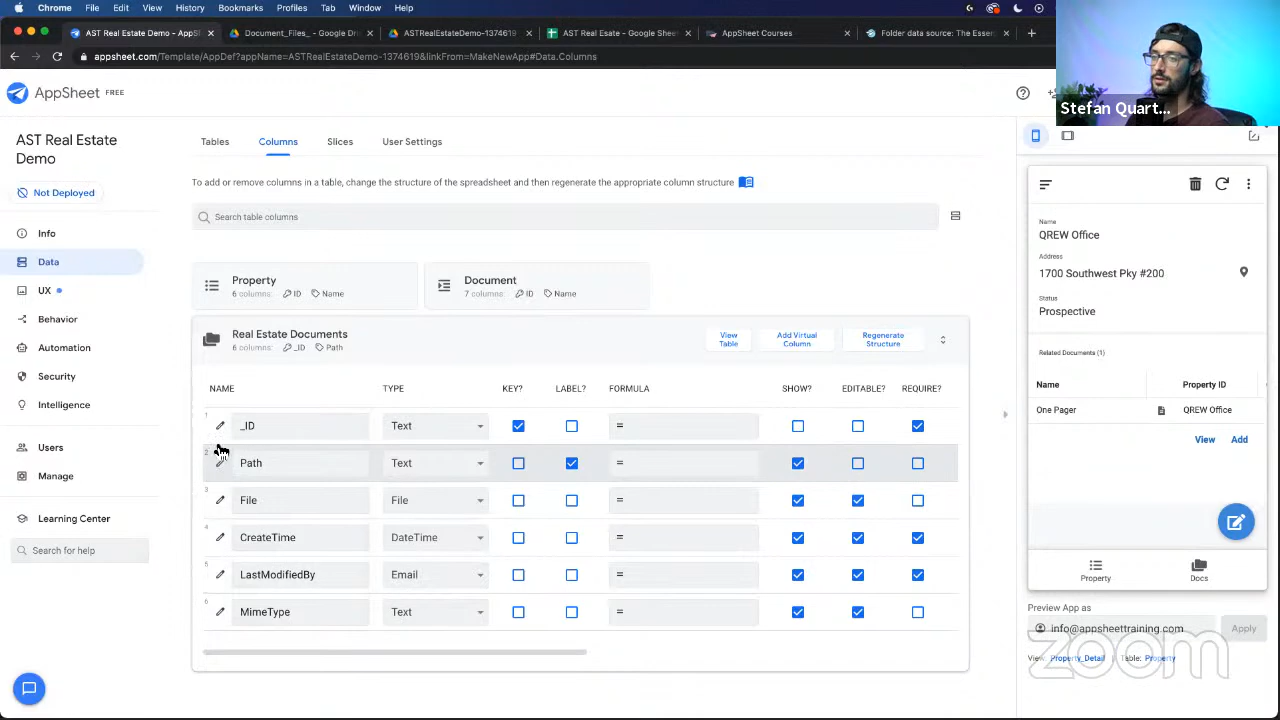 Chrome File Edit View History Bookmarks Profiles Tab Window Help
AST Real Estate Demo - AppSh
Document_Files_ - Google Dri
ASTRealEstateDemo-1374619
AST Real Esate - Google Shee
AppSheet Courses
Folder data source: The Essen
appsheet.com/Template/AppDef?appName=ASTRealEstateDemo-1374619&linkFrom=MakeNewApp#Data.Columns
Stefan Quart...
AppSheet FREE
AST Real Estate
Demo
Not Deployed
Info
Data
UX
Behavior
Automation
Security
Intelligence
Users
Manage
Learning Center
Search for help
Tables Columns Slices User Settings
To add or remove columns in a table, change the structure of the spreadsheet and then regenerate the appropriate column structure
Search table columns
Property
6 columns: ID Name
Document
7 columns: ID Name
Real Estate Documents
6 columns: _ID Path
View
Table
Add Virtual
Column
Regenerate
Structure
NAME TYPE KEY? LABEL? FORMULA SHOW? EDITABLE? REQUIRE?
1 _ID Text =
2 Path Text =
3 File File =
4 CreateTime DateTime =
5 LastModifiedBy Email =
6 MimeType Text =
Name
QREW Office
Address
1700 Southwest Pky #200
Status
Prospective
Related Documents (1)
Name Property ID
One Pager QREW Office
View Add
Property Docs
Preview App as
info@appsheettraining.com Apply
View: Property_Detail | Table: Property
zoom